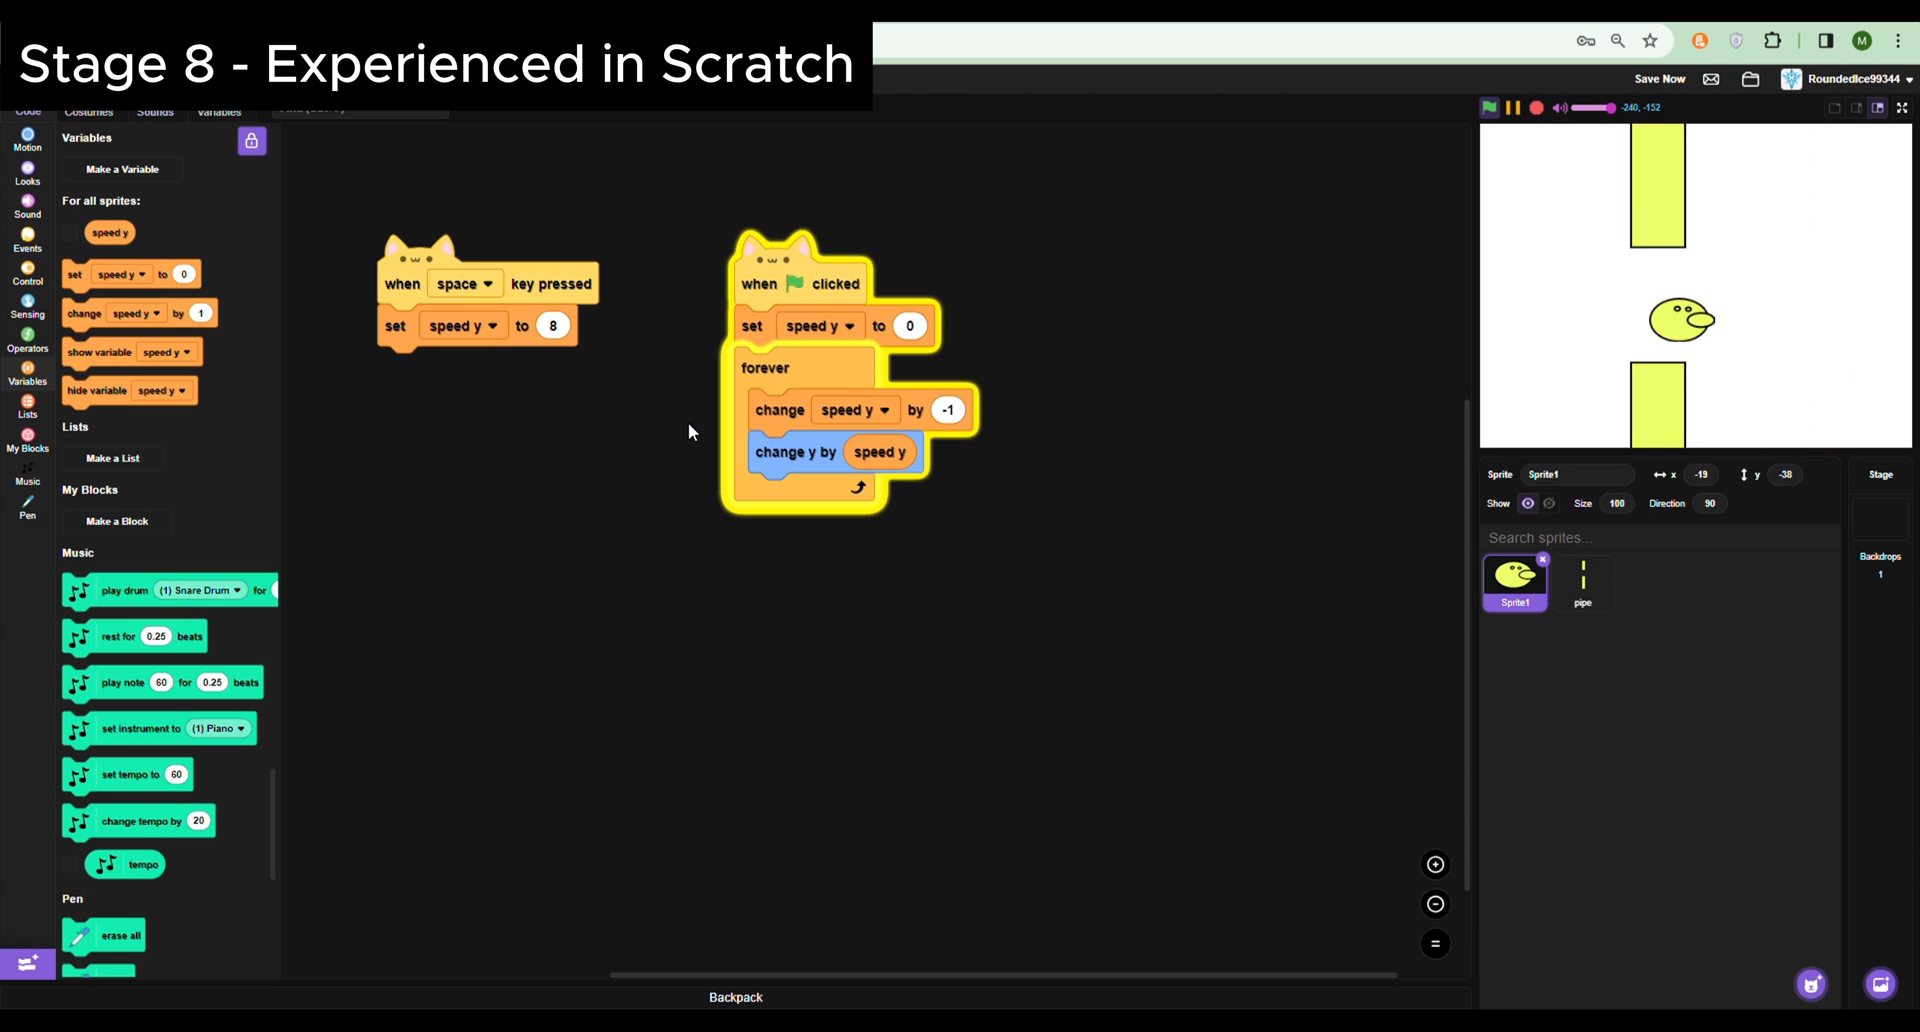 Stage 8 - Experienced in Scratch
Save Now
RoundedIce99344
Code
Costumes
Sounds
Variables
-240, -152
Motion
Looks
Sound
Events
Control
Sensing
Operators
Variables
Lists
My Blocks
Music
Pen
Variables
Make a Variable
For all sprites:
speed y
set speed y to 0
change speed y by 1
show variable speed y
hide variable speed y
Lists
Make a List
My Blocks
Make a Block
Music
play drum (1) Snare Drum for
rest for 0.25 beats
play note 60 for 0.25 beats
set instrument to (1) Piano
set tempo to 60
change tempo by 20
tempo
Pen
erase all
when space key pressed
set speed y to 8
when clicked
set speed y to 0
forever
change speed y by -1
change y by speed y
Backpack
Sprite Sprite1 x -19 y -38
Show Size 100 Direction 90
Search sprites...
Sprite1
pipe
Stage
Backdrops
1
M